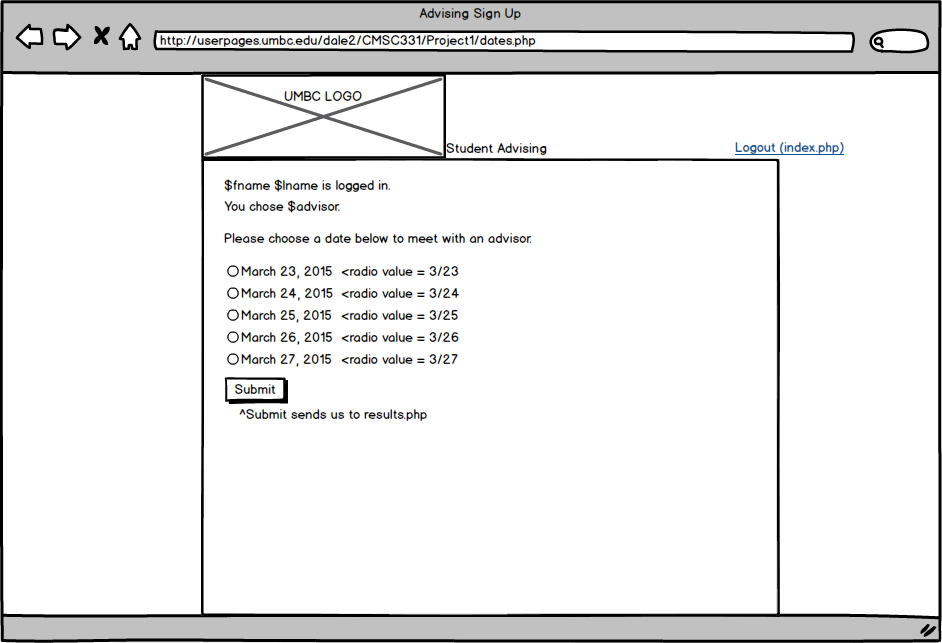 Advising Sign Up
http://userpages.umbc.edu/dale2/CMSC331/Project1/dates.php
UMBC LOGO
Student Advising
Logout (index.php)
$fname $lname is logged in.
You chose $advisor.
Please choose a date below to meet with an advisor.
March 23, 2015 <radio value = 3/23
March 24, 2015 <radio value = 3/24
March 25, 2015 <radio value = 3/25
March 26, 2015 <radio value = 3/26
March 27, 2015 <radio value = 3/27
Submit
^Submit sends us to results.php